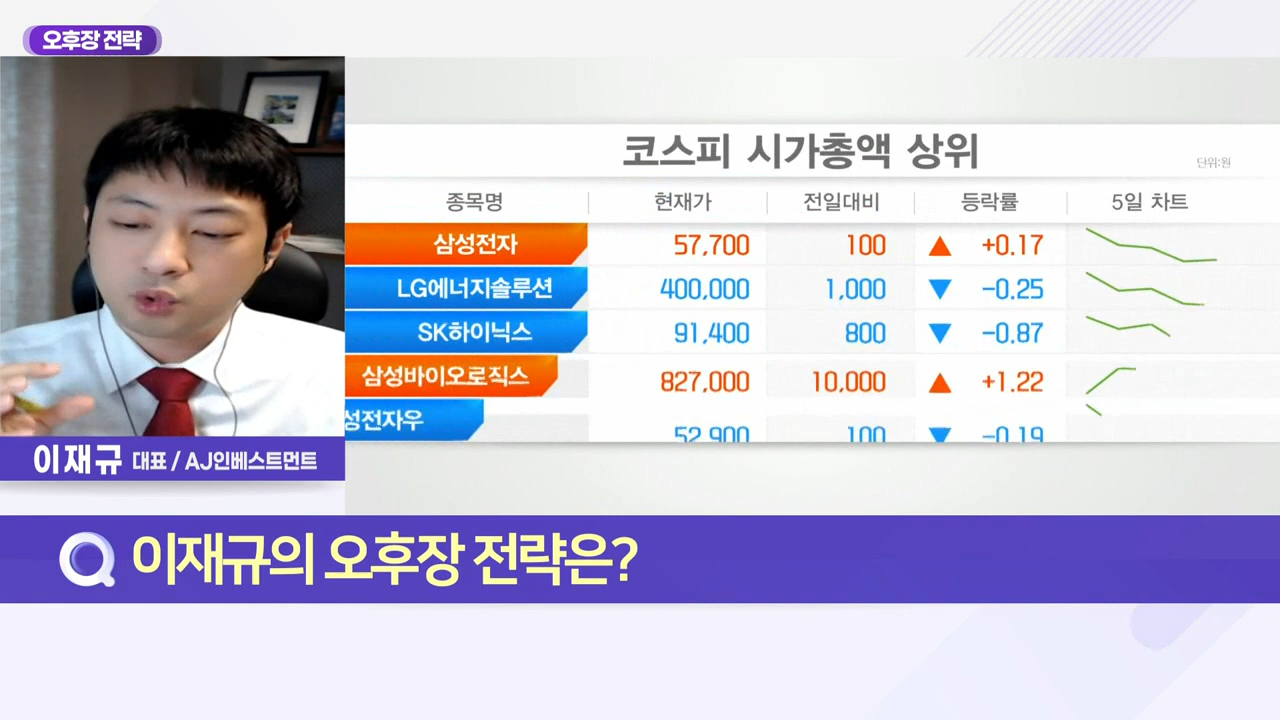 오후장 전략
코스피 시가총액 상위
단위:원
종목명 현재가 전일대비 등락률 5일 차트
삼성전자 57,700 100 ▲ +0.17
LG에너지솔루션 400,000 1,000 ▼ -0.25
SK하이닉스 91,400 800 ▼ -0.87
삼성바이오로직스 827,000 10,000 ▲ +1.22
성전자우 52,900 100 ▼ -0.19
이재규 대표 / AJ인베스트먼트
이재규의 오후장 전략은?